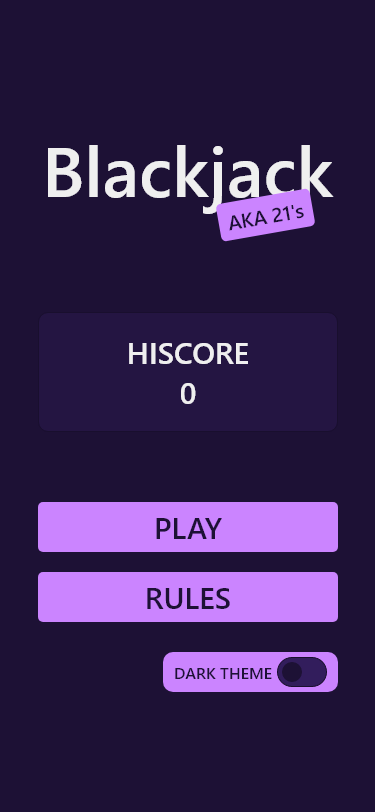 Blackjack
AKA 21's
HISCORE
0
PLAY
RULES
DARK THEME